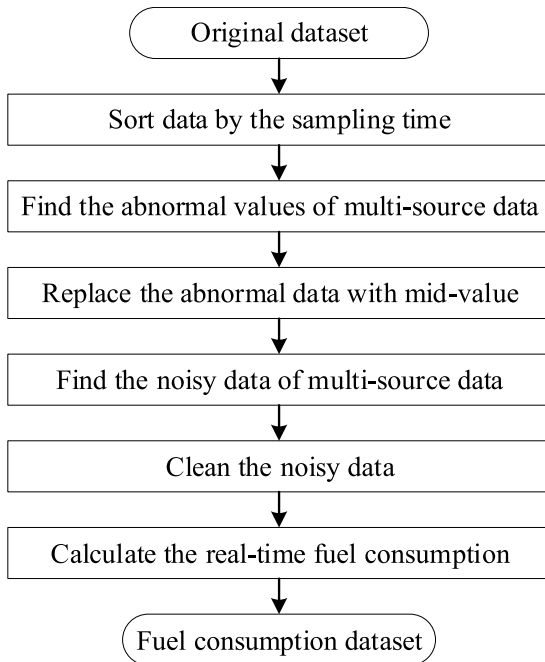 Original dataset
Sort data by the sampling time
Find the abnormal values of multi-source data
Replace the abnormal data with mid-value
Find the noisy data of multi-source data
Clean the noisy data
Calculate the real-time fuel consumption
Fuel consumption dataset